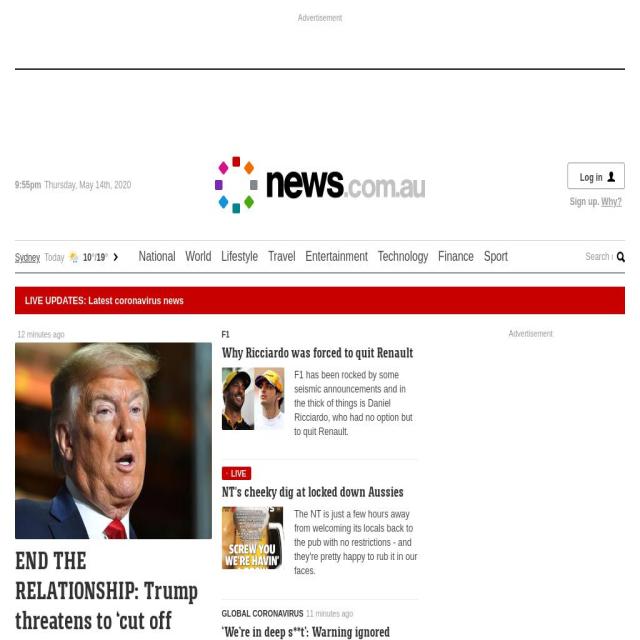 Advertisement
9:55pm Thursday, May 14th, 2020
news.com.au
Log in
Sign up. Why?
Sydney Today 10°/19°
National World Lifestyle Travel Entertainment Technology Finance Sport
Search
LIVE UPDATES: Latest coronavirus news
12 minutes ago
END THE
RELATIONSHIP: Trump
threatens to ‘cut off
F1
Why Ricciardo was forced to quit Renault
F1 has been rocked by some
seismic announcements and in
the thick of things is Daniel
Ricciardo, who had no option but
to quit Renault.
LIVE
NT's cheeky dig at locked down Aussies
SCREW YOU
WE'RE HAVIN'
The NT is just a few hours away
from welcoming its locals back to
the pub with no restrictions - and
they're pretty happy to rub it in our
faces.
GLOBAL CORONAVIRUS 11 minutes ago
‘We’re in deep s**t’: Warning ignored
Advertisement